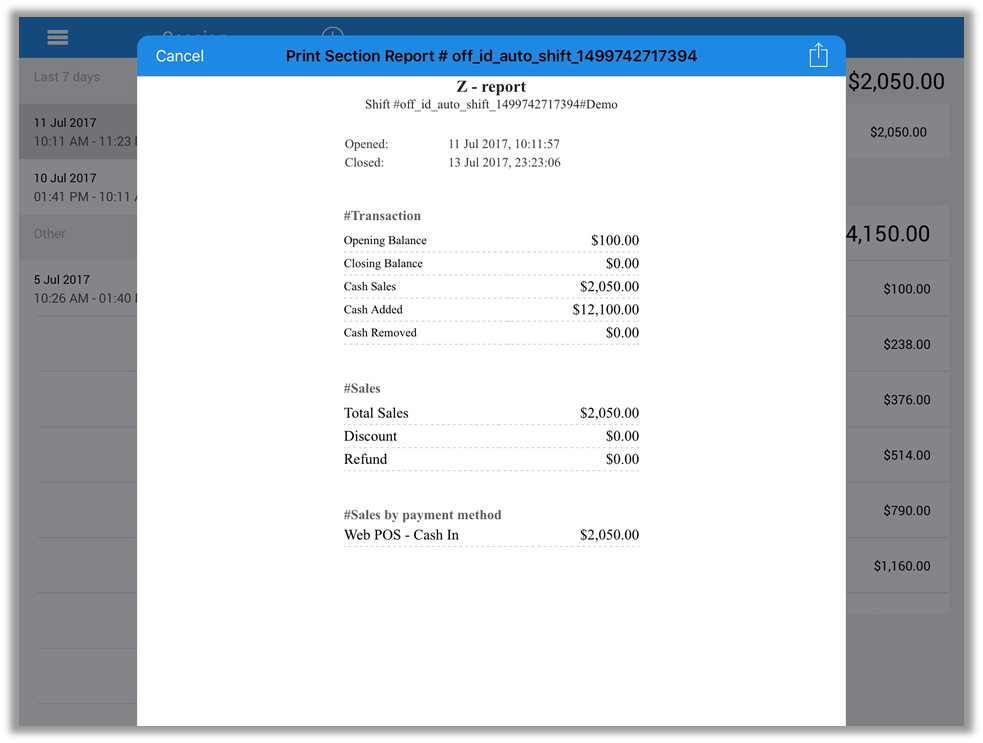 Cancel
Print Section Report # off_id_auto_shift_1499742717394
Z - report
Shift #off_id_auto_shift_1499742717394#Demo
Opened: 11 Jul 2017, 10:11:57
Closed: 13 Jul 2017, 23:23:06
#Transaction
Opening Balance $100.00
Closing Balance $0.00
Cash Sales $2,050.00
Cash Added $12,100.00
Cash Removed $0.00
#Sales
Total Sales $2,050.00
Discount $0.00
Refund $0.00
#Sales by payment method
Web POS - Cash In $2,050.00
Last 7 days
11 Jul 2017
10:11 AM - 11:23
10 Jul 2017
01:41 PM - 10:11
Other
5 Jul 2017
10:26 AM - 01:40
$2,050.00
$2,050.00
4,150.00
$100.00
$238.00
$376.00
$514.00
$790.00
$1,160.00